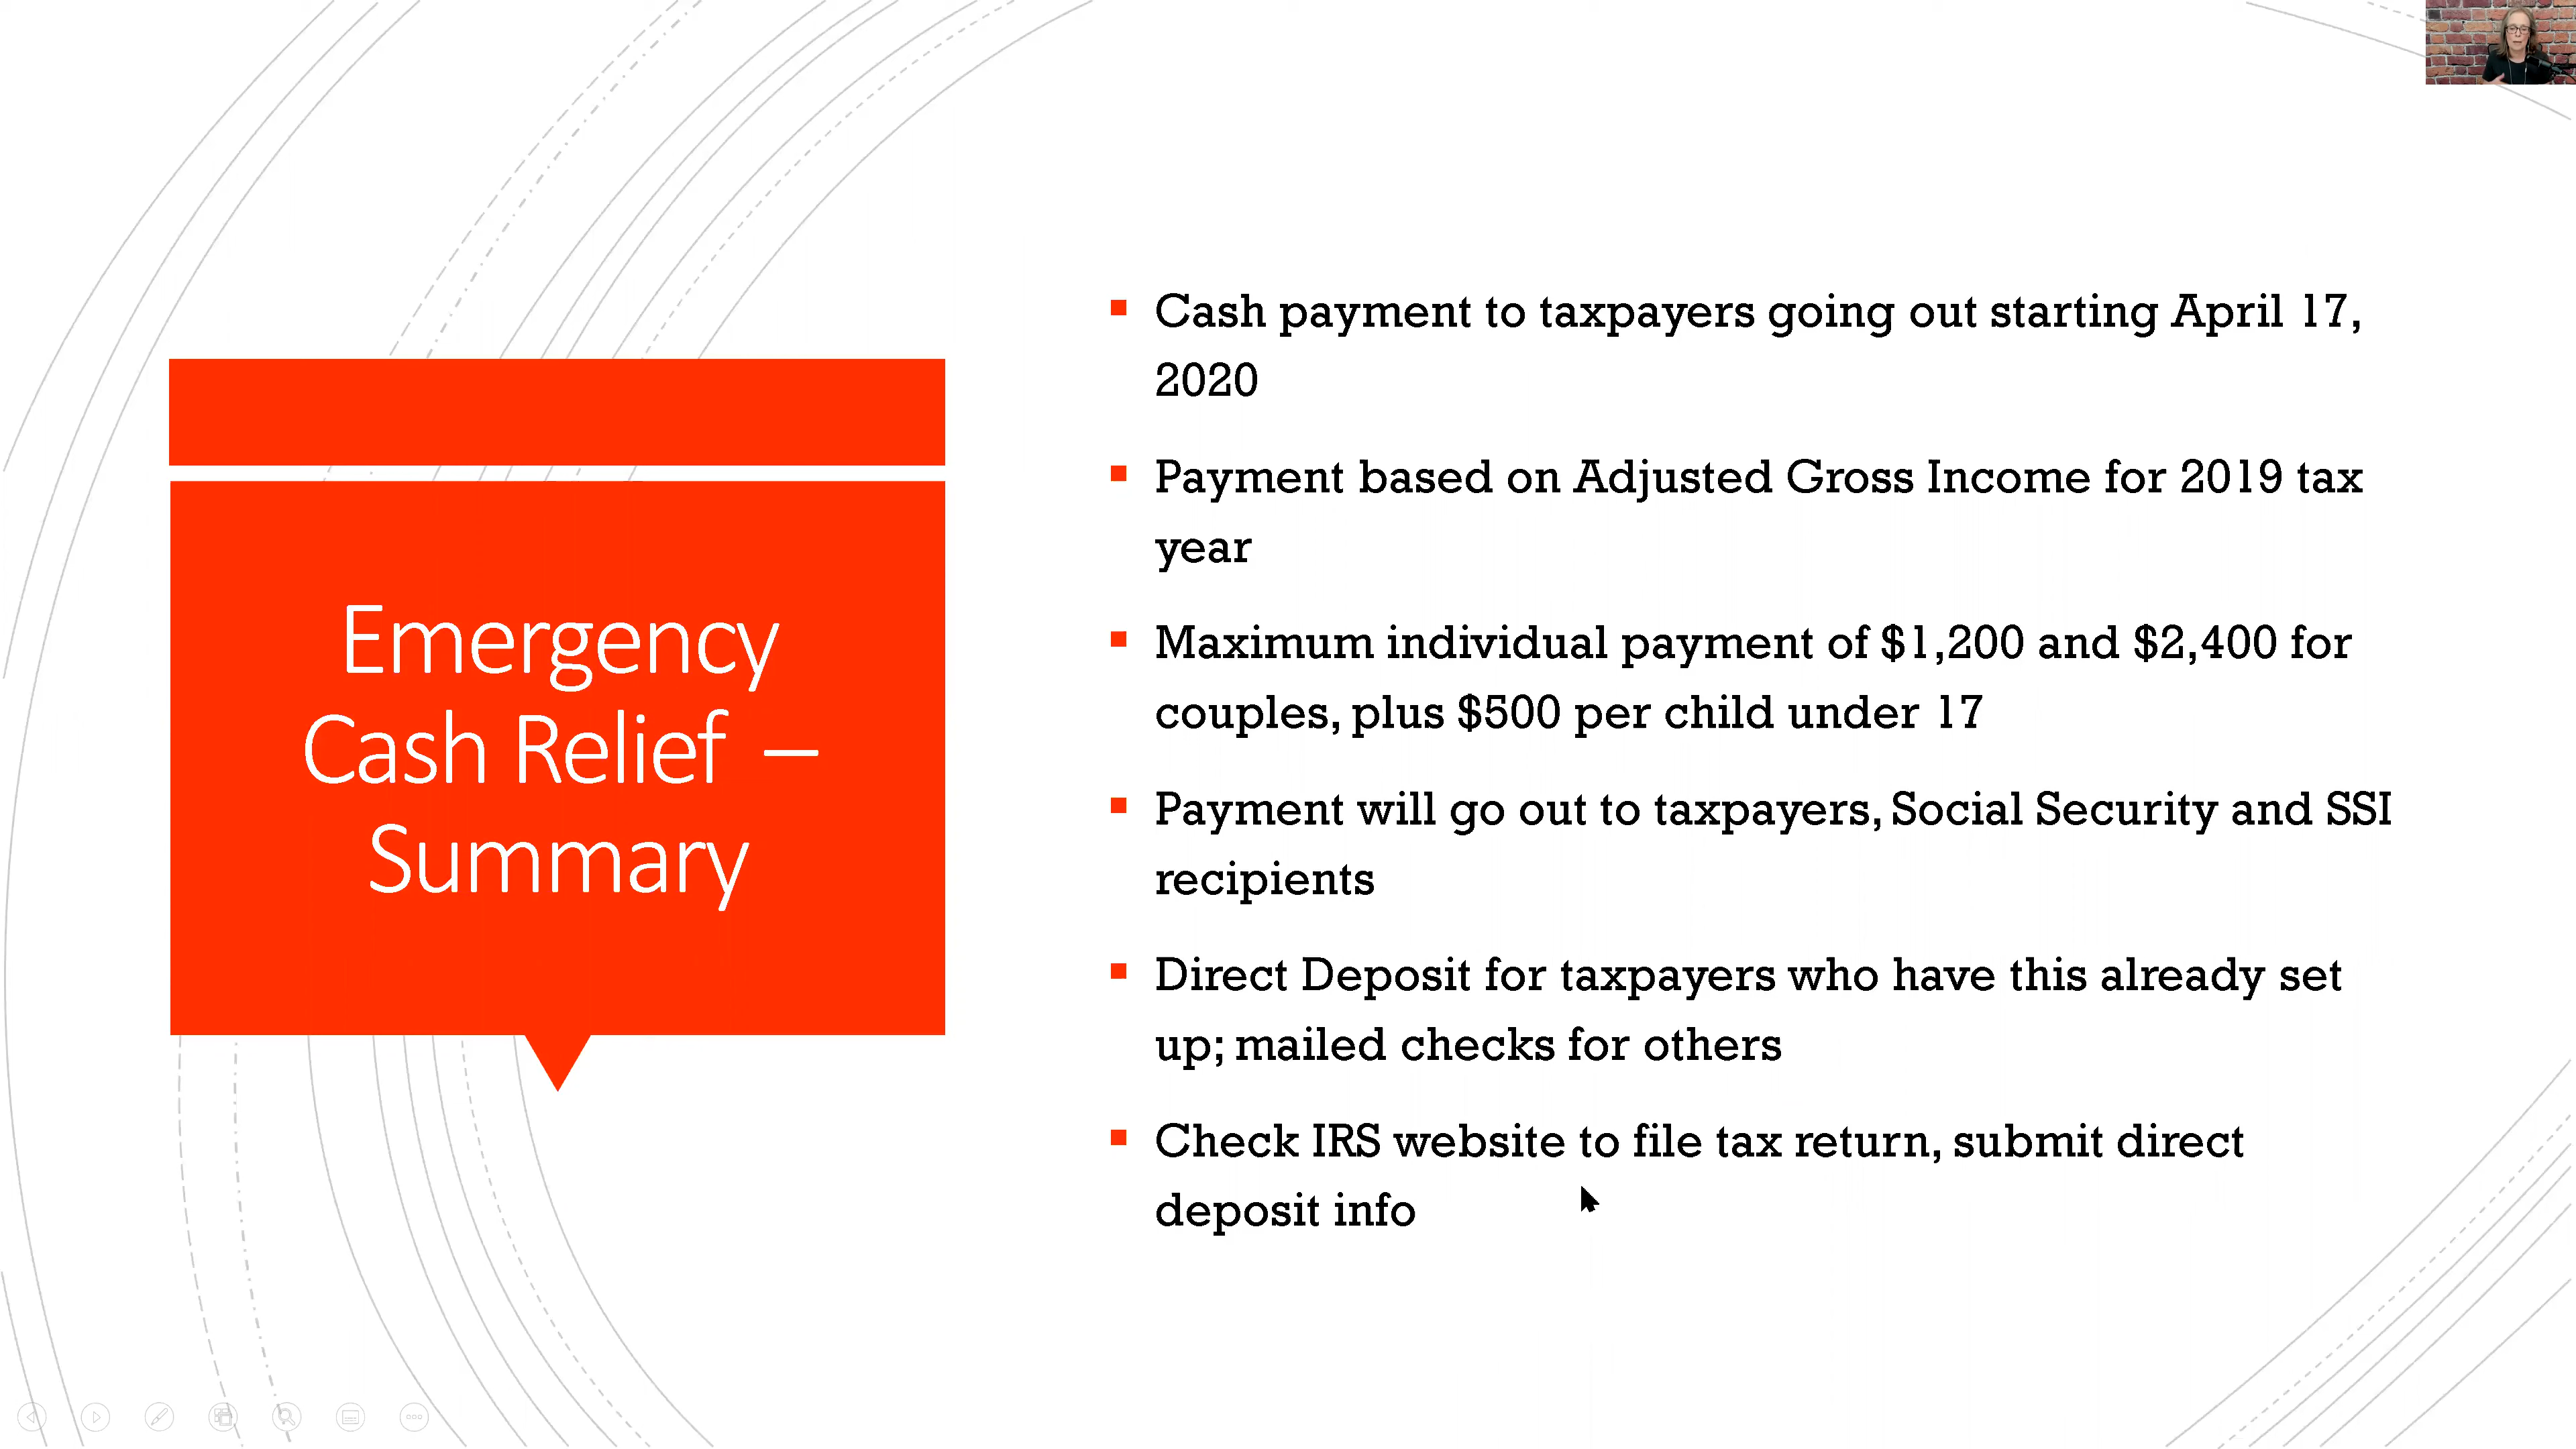 Emergency
Cash Relief –
Summary
Cash payment to taxpayers going out starting April 17,
2020
Payment based on Adjusted Gross Income for 2019 tax
year
Maximum individual payment of $1,200 and $2,400 for
couples, plus $500 per child under 17
Payment will go out to taxpayers, Social Security and SSI
recipients
Direct Deposit for taxpayers who have this already set
up; mailed checks for others
Check IRS website to file tax return, submit direct
deposit info